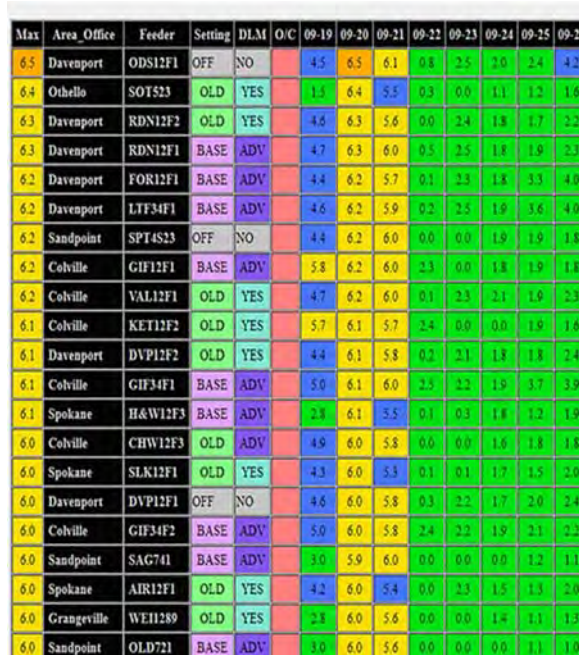 Max Area_Office Feeder Setting DLM O/C 09-19 09-20 09-21 09-22 09-23 09-24 09-25 09-2
6.5 Davenport ODS12F1 OFF NO 4.5 6.5 6.1 0.8 2.5 2.0 2.4 4.2
6.4 Othello SOT523 OLD YES 1.5 6.4 5.5 0.3 0.0 1.1 1.2 1.6
6.3 Davenport RDN12F2 OLD YES 4.6 6.3 5.6 0.0 2.4 1.8 1.7 2.2
6.3 Davenport RDN12F1 BASE ADV 4.7 6.3 6.0 0.5 2.5 1.8 1.9 2.3
6.2 Davenport FOR12F1 BASE ADV 4.4 6.2 5.7 0.1 2.3 1.8 3.3 4.0
6.2 Davenport LTF34F1 BASE ADV 4.6 6.2 5.9 0.2 2.5 1.9 3.6 4.0
6.2 Sandpoint SPT4S23 OFF NO 4.4 6.2 6.0 0.0 0.0 1.9 1.9 1.8
6.2 Colville GIF12F1 BASE ADV 5.8 6.2 6.0 2.3 0.0 1.8 1.9 1.8
6.2 Colville VAL12F1 OLD YES 4.7 6.2 6.0 0.1 2.3 2.1 1.9 2.3
6.1 Colville KET12F2 OLD YES 5.7 6.1 5.7 2.4 0.0 0.0 1.9 1.6
6.1 Davenport DVP12F2 OLD YES 4.4 6.1 5.8 0.2 2.1 1.8 1.8 2.4
6.1 Colville GIF34F1 BASE ADV 5.0 6.1 6.0 2.5 2.2 1.9 3.7 3.9
6.1 Spokane H&W12F3 BASE ADV 2.8 6.1 5.5 0.1 0.3 1.8 1.2 1.9
6.0 Colville CHW12F3 OLD ADV 4.9 6.0 5.8 0.0 0.0 1.6 1.8 1.8
6.0 Spokane SLK12F1 OLD YES 4.3 6.0 5.3 0.1 0.1 1.7 1.5 2.0
6.0 Davenport DVP12F1 OFF NO 4.6 6.0 5.8 0.3 2.2 1.7 2.0 2.4
6.0 Colville GIF34F2 BASE ADV 5.0 6.0 5.8 2.4 2.2 1.9 2.1 2.2
6.0 Sandpoint SAG741 BASE ADV 3.0 5.9 6.0 0.0 0.0 0.0 1.2 1.1
6.0 Spokane AIR12F1 OLD YES 4.2 6.0 5.4 0.0 2.3 1.5 1.3 2.0
6.0 Grangeville WEI1289 OLD YES 2.8 6.0 5.6 0.0 0.0 1.4 1.1 1.3
6.0 Sandpoint OLD721 BASE ADV 3.0 6.0 5.6 0.0 0.0 0.0 1.1 1.0